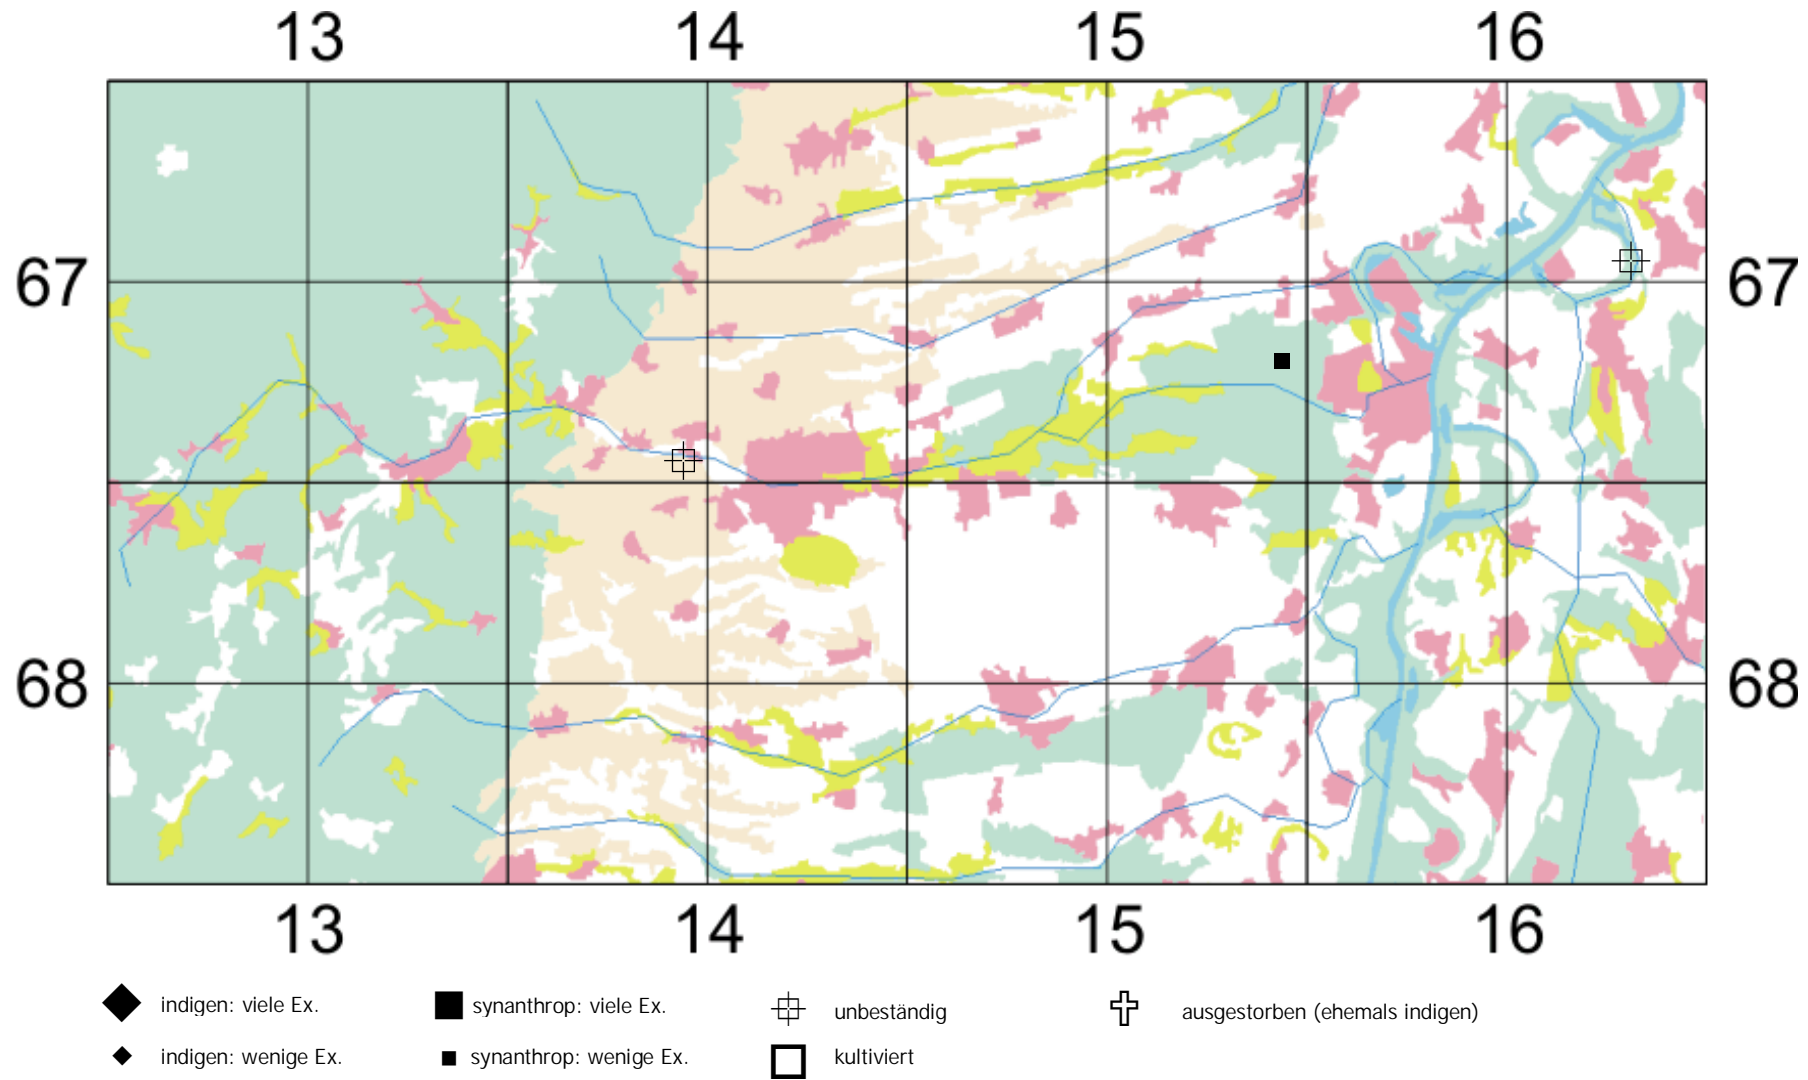 13 14 15 16
67 67
68 68
13 14 15 16
indigen: viele Ex. synanthrop: viele Ex. unbeständig ausgestorben (ehemals indigen)
indigen: wenige Ex. synanthrop: wenige Ex. kultiviert